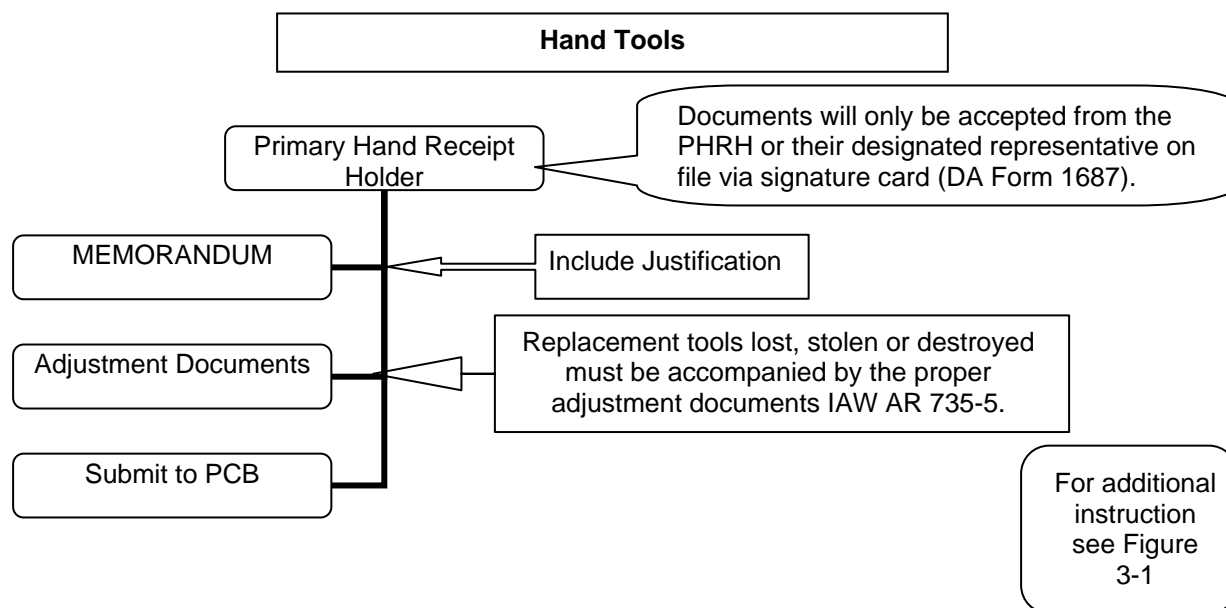 Hand Tools
Primary Hand Receipt
Holder
Documents will only be accepted from the
PHRH or their designated representative on
file via signature card (DA Form 1687).
MEMORANDUM
Include Justification
Adjustment Documents
Replacement tools lost, stolen or destroyed
must be accompanied by the proper
adjustment documents IAW AR 735-5.
Submit to PCB
For additional
instruction
see Figure
3-1